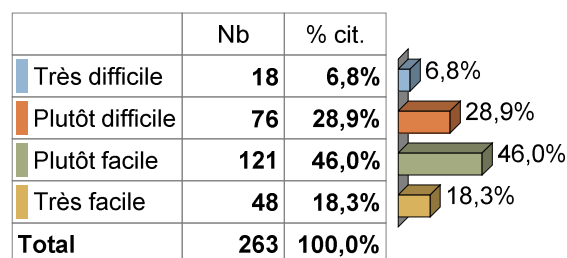 Nb % cit.
Très difficile 18 6,8% 6,8%
Plutôt difficile 76 28,9% 28,9%
Plutôt facile 121 46,0% 46,0%
Très facile 48 18,3% 18,3%
Total 263 100,0%